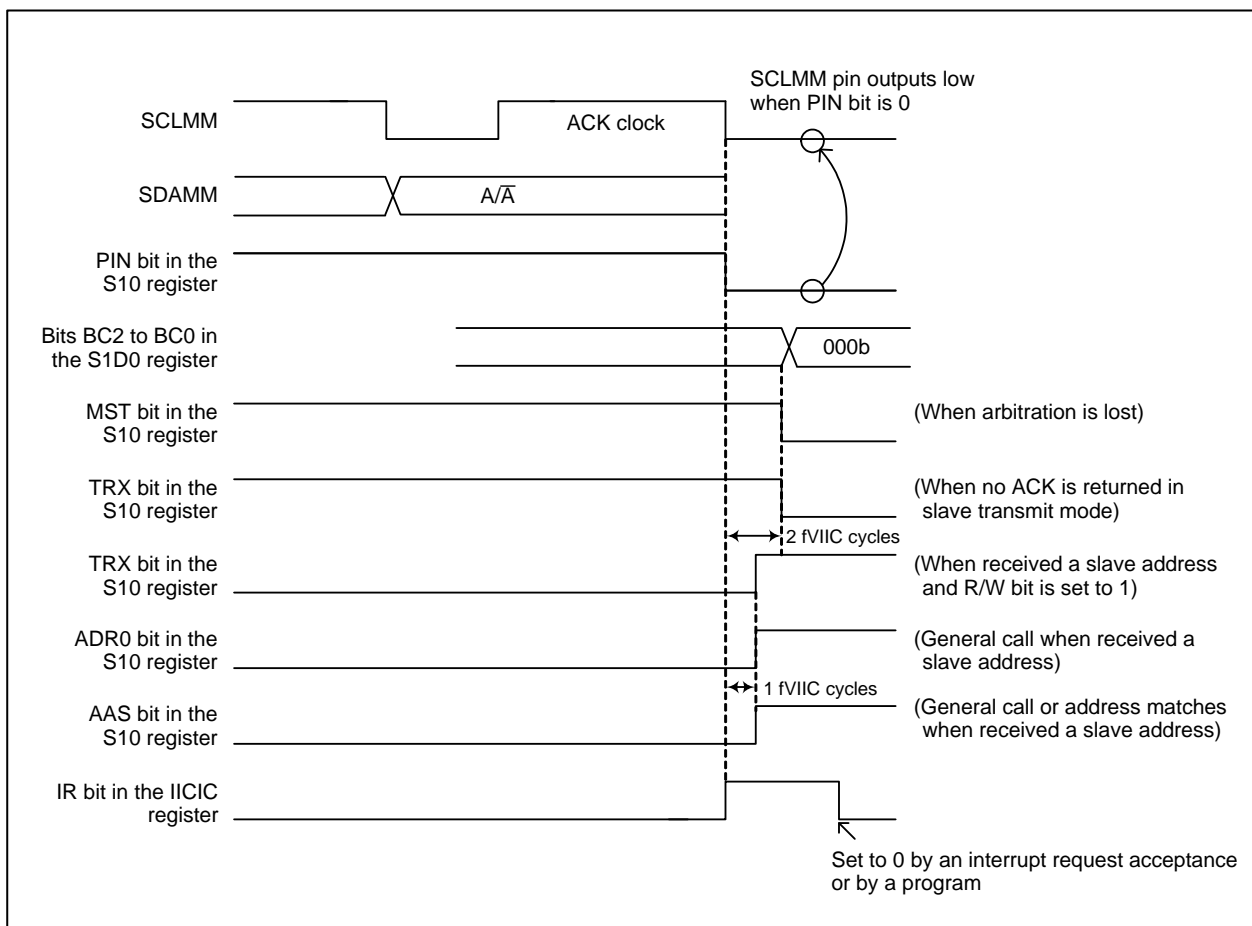 SCLMM pin outputs low
when PIN bit is 0
SCLMM
ACK clock
SDAMM
A/A̅
PIN bit in the
S10 register
Bits BC2 to BC0 in
the S1D0 register
000b
MST bit in the
S10 register
(When arbitration is lost)
TRX bit in the
S10 register
(When no ACK is returned in
slave transmit mode)
2 fVIIC cycles
TRX bit in the
S10 register
(When received a slave address
and R/W bit is set to 1)
ADR0 bit in the
S10 register
(General call when received a
slave address)
1 fVIIC cycles
AAS bit in the
S10 register
(General call or address matches
when received a slave address)
IR bit in the IICIC
register
Set to 0 by an interrupt request acceptance
or by a program